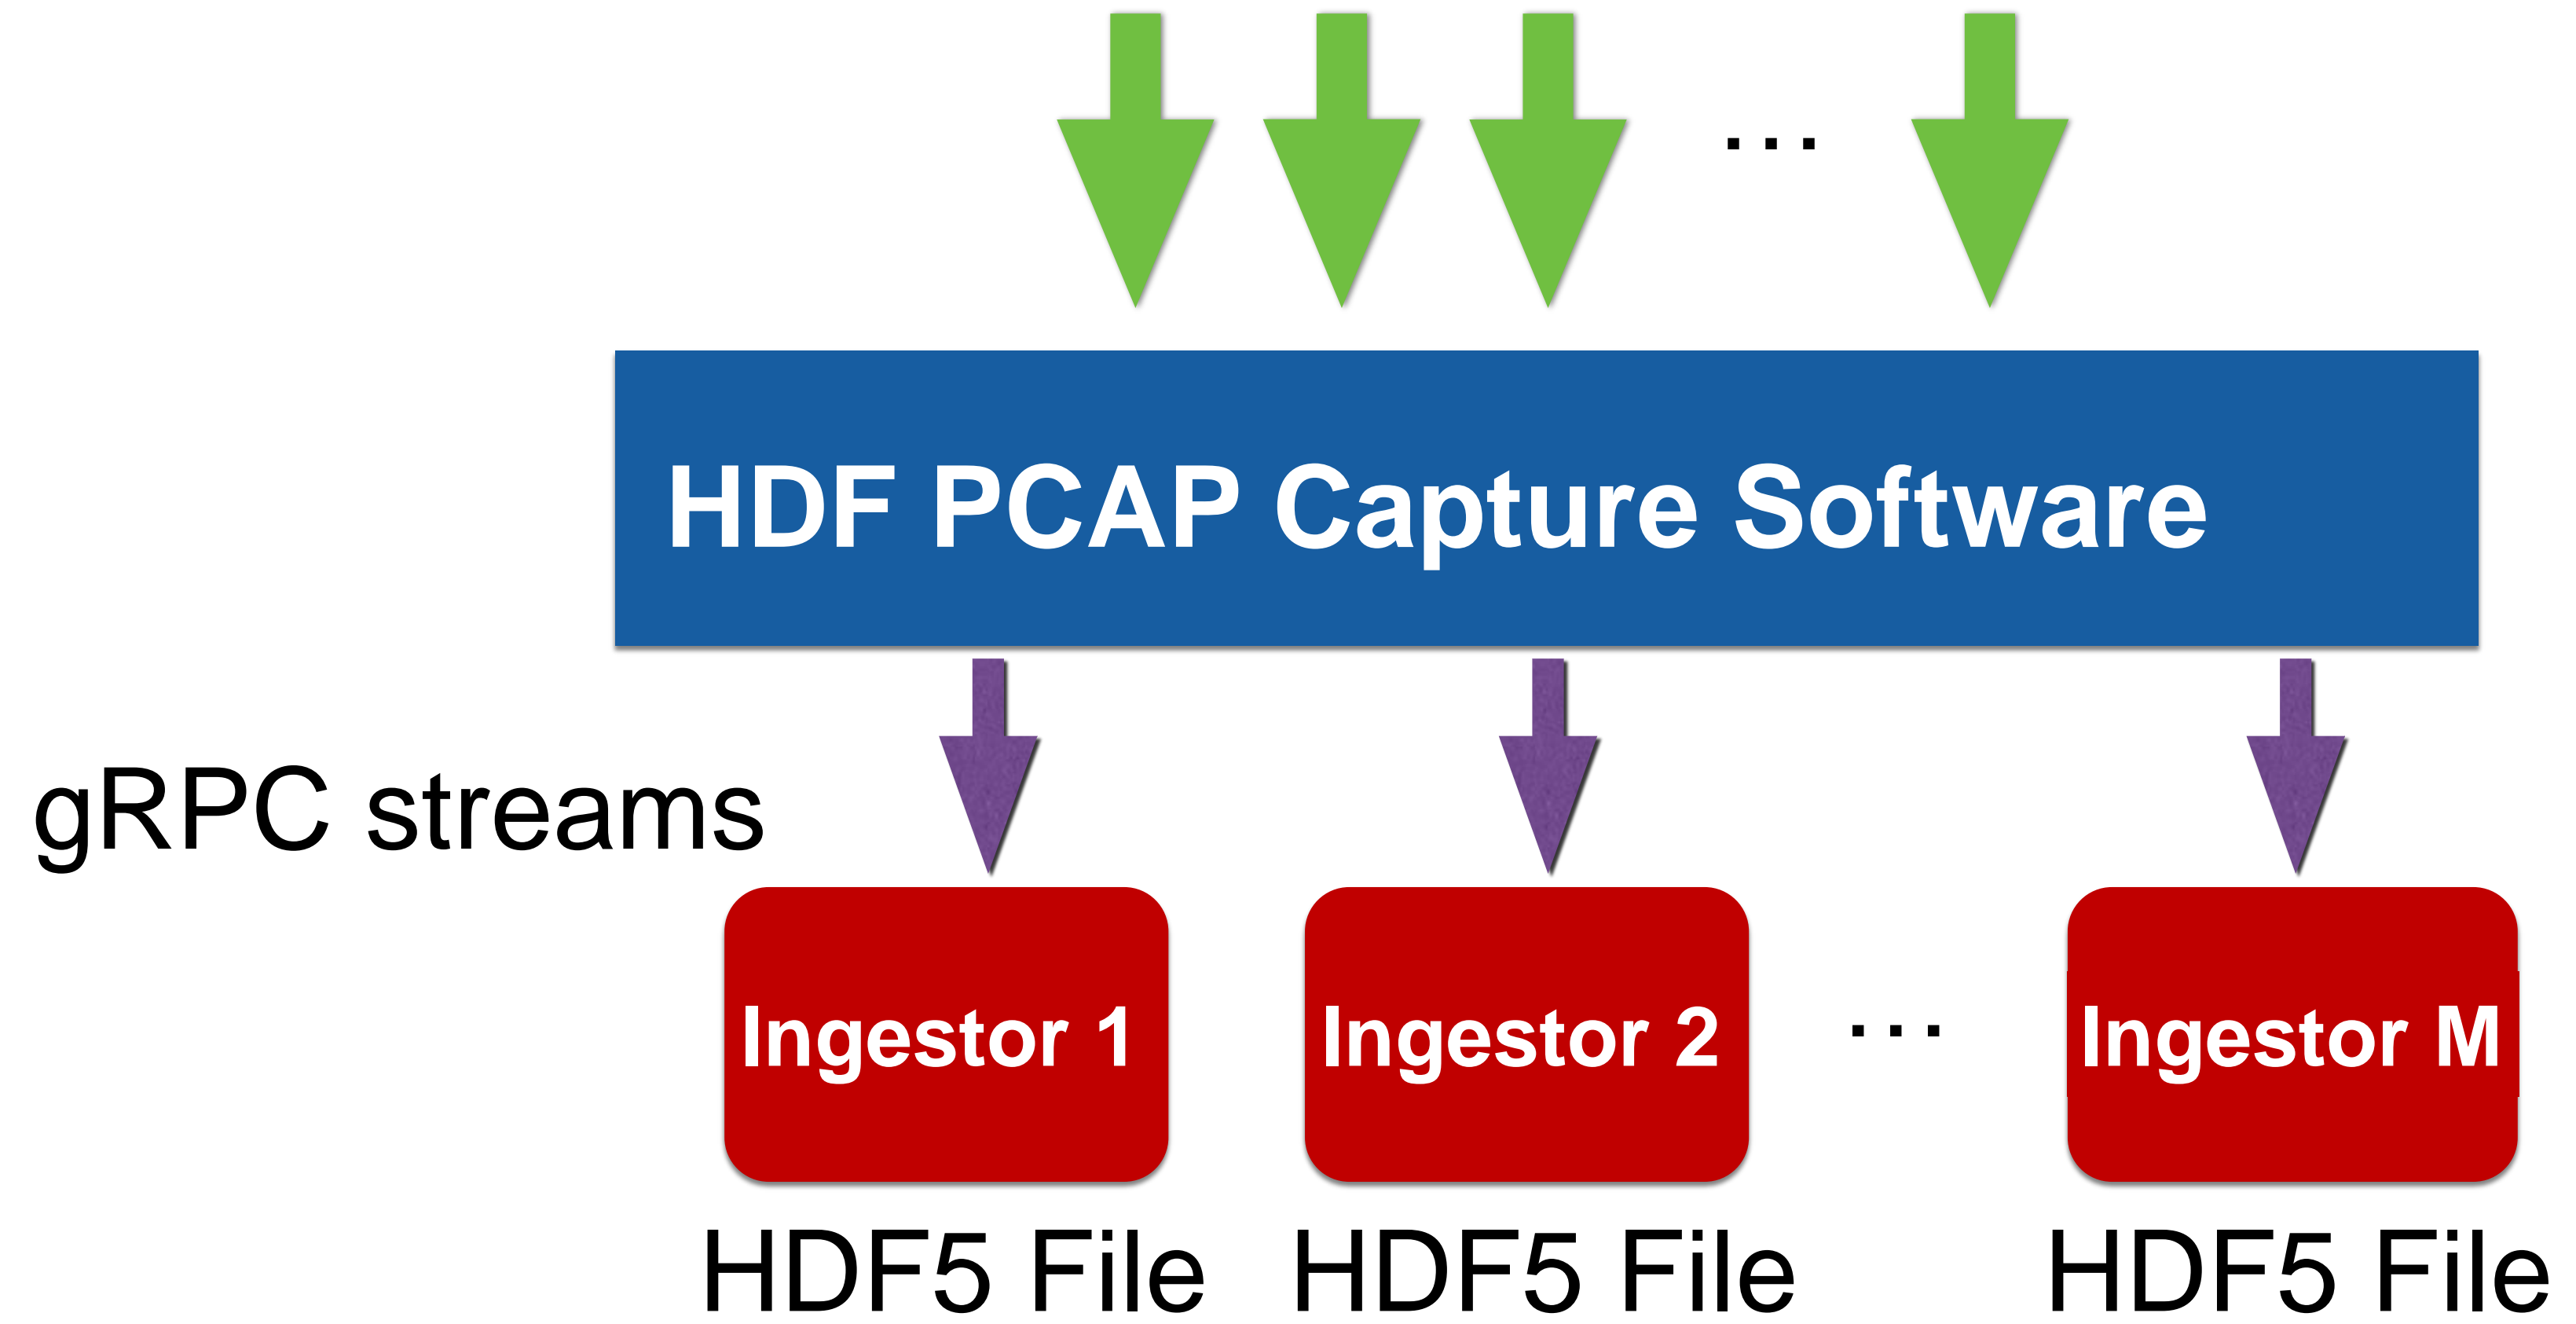 ...
HDF PCAP Capture Software
gRPC streams
Ingestor 1
Ingestor 2
...
Ingestor M
HDF5 File
HDF5 File
HDF5 File